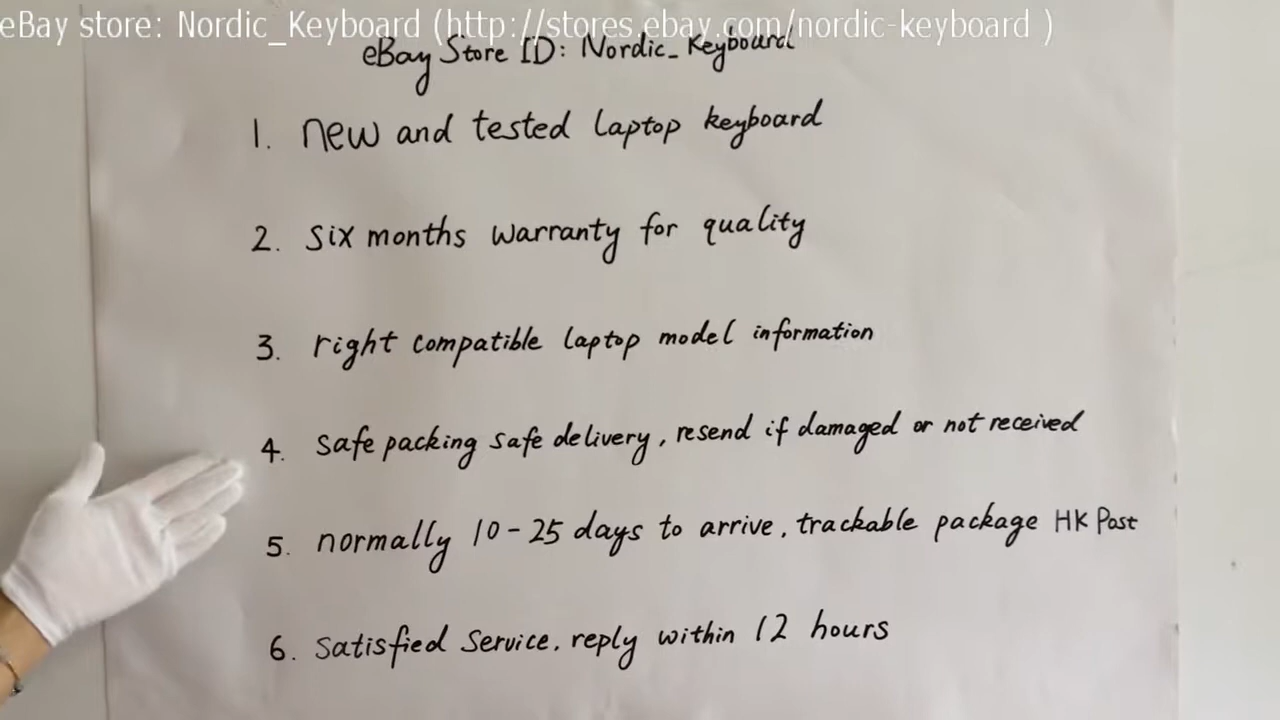 eBay store: Nordic_Keyboard (http://stores.ebay.com/nordic-keyboard )
eBay Store ID: Nordic_Keyboard
1. new and tested laptop keyboard
2. six months warranty for quality
3. right compatible laptop model information
4. safe packing safe delivery, resend if damaged or not received
5. normally 10-25 days to arrive, trackable package HK Post
6. satisfied service, reply within 12 hours